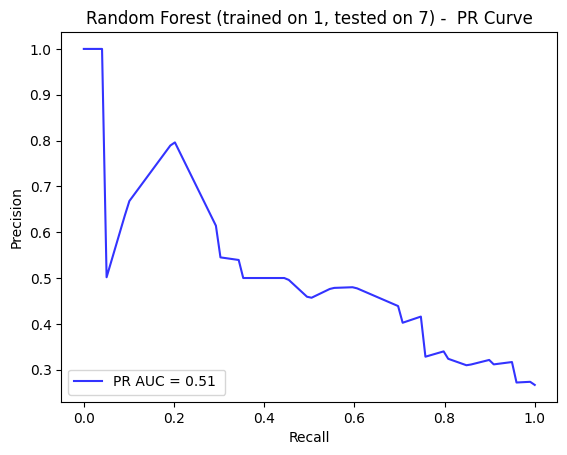 Random Forest (trained on 1, tested on 7) -  PR Curve
1.0
0.9
0.8
0.7
0.6
0.5
0.4
0.3
Precision
PR AUC = 0.51
0.0 0.2 0.4 0.6 0.8 1.0
Recall